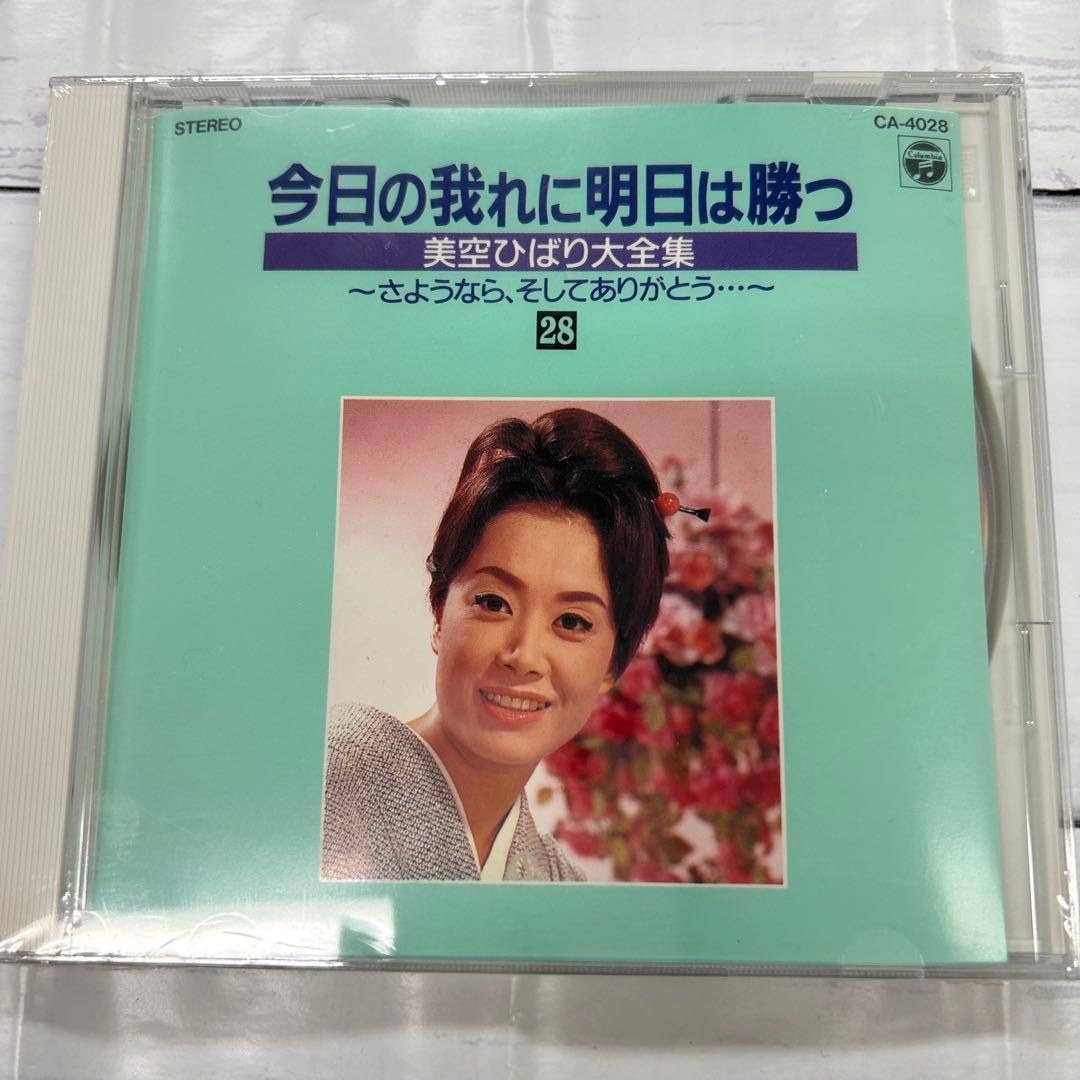 STEREO
CA-4028
Columbia
今日の我れに明日は勝つ
美空ひばり大全集
〜さようなら、そしてありがとう…〜
28